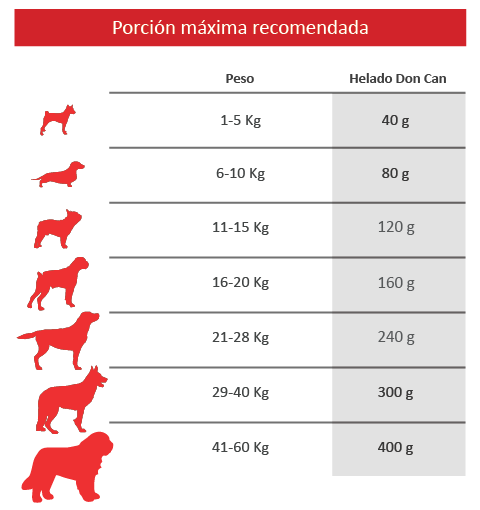 Porción máxima recomendada
Peso Helado Don Can
1-5 Kg 40 g
6-10 Kg 80 g
11-15 Kg 120 g
16-20 Kg 160 g
21-28 Kg 240 g
29-40 Kg 300 g
41-60 Kg 400 g